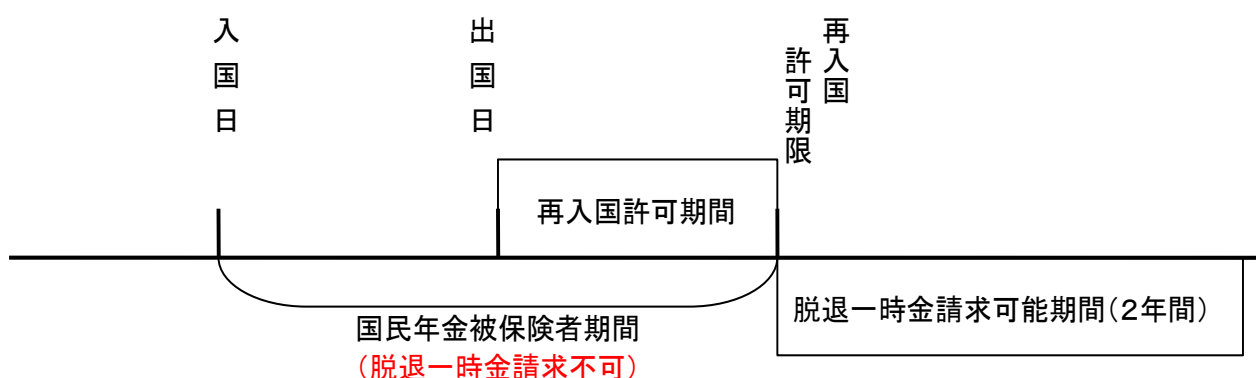 入国日
出国日
再入国
許可期限
再入国許可期間
国民年金被保険者期間
（脱退一時金請求不可）
脱退一時金請求可能期間（２年間）